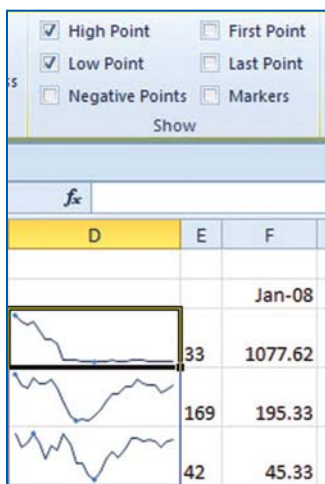 High Point First Point
Low Point Last Point
ss Negative Points Markers
Show
fx
D E F
Jan-08
33 1077.62
169 195.33
42 45.33